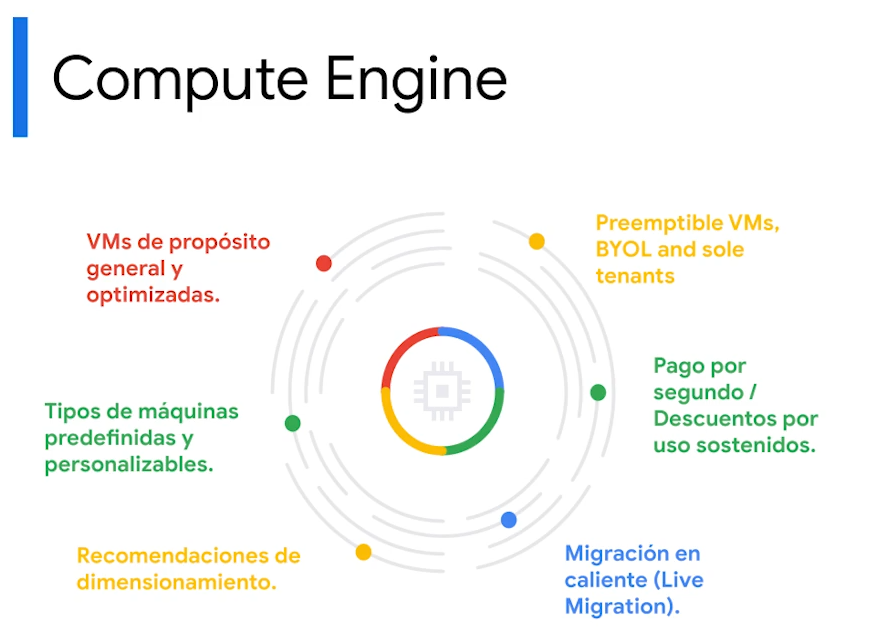 Compute Engine
VMs de propósito
general y
optimizadas.
Preemptible VMs,
BYOL and sole
tenants
Pago por
segundo /
Descuentos por
uso sostenidos.
Tipos de máquinas
predefinidas y
personalizables.
Recomendaciones de
dimensionamiento.
Migración en
caliente (Live
Migration).